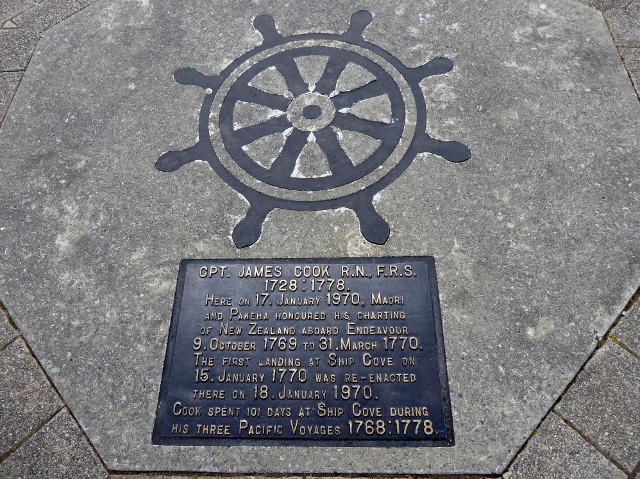 CPT. JAMES COOK R.N., F.R.S.
1728:1778.
HERE ON 17. JANUARY 1970, MAORI
AND PAKEHA HONOURED HIS CHARTING
OF NEW ZEALAND ABOARD ENDEAVOUR
9. OCTOBER 1769 TO 31. MARCH 1770.
THE FIRST LANDING AT SHIP COVE ON
15. JANUARY 1770 WAS RE-ENACTED
THERE ON 18. JANUARY 1970.
COOK SPENT 101 DAYS AT SHIP COVE DURING
HIS THREE PACIFIC VOYAGES 1768:1778.